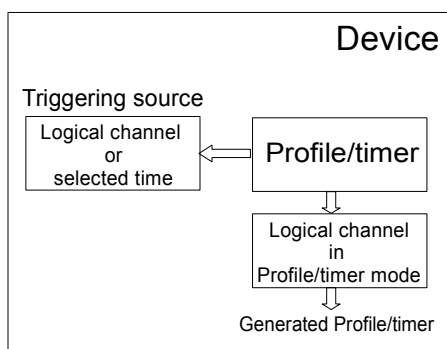 Device
Triggering source
Logical channel
or
selected time
Profile/timer
Logical channel
in
Profile/timer mode
Generated Profile/timer